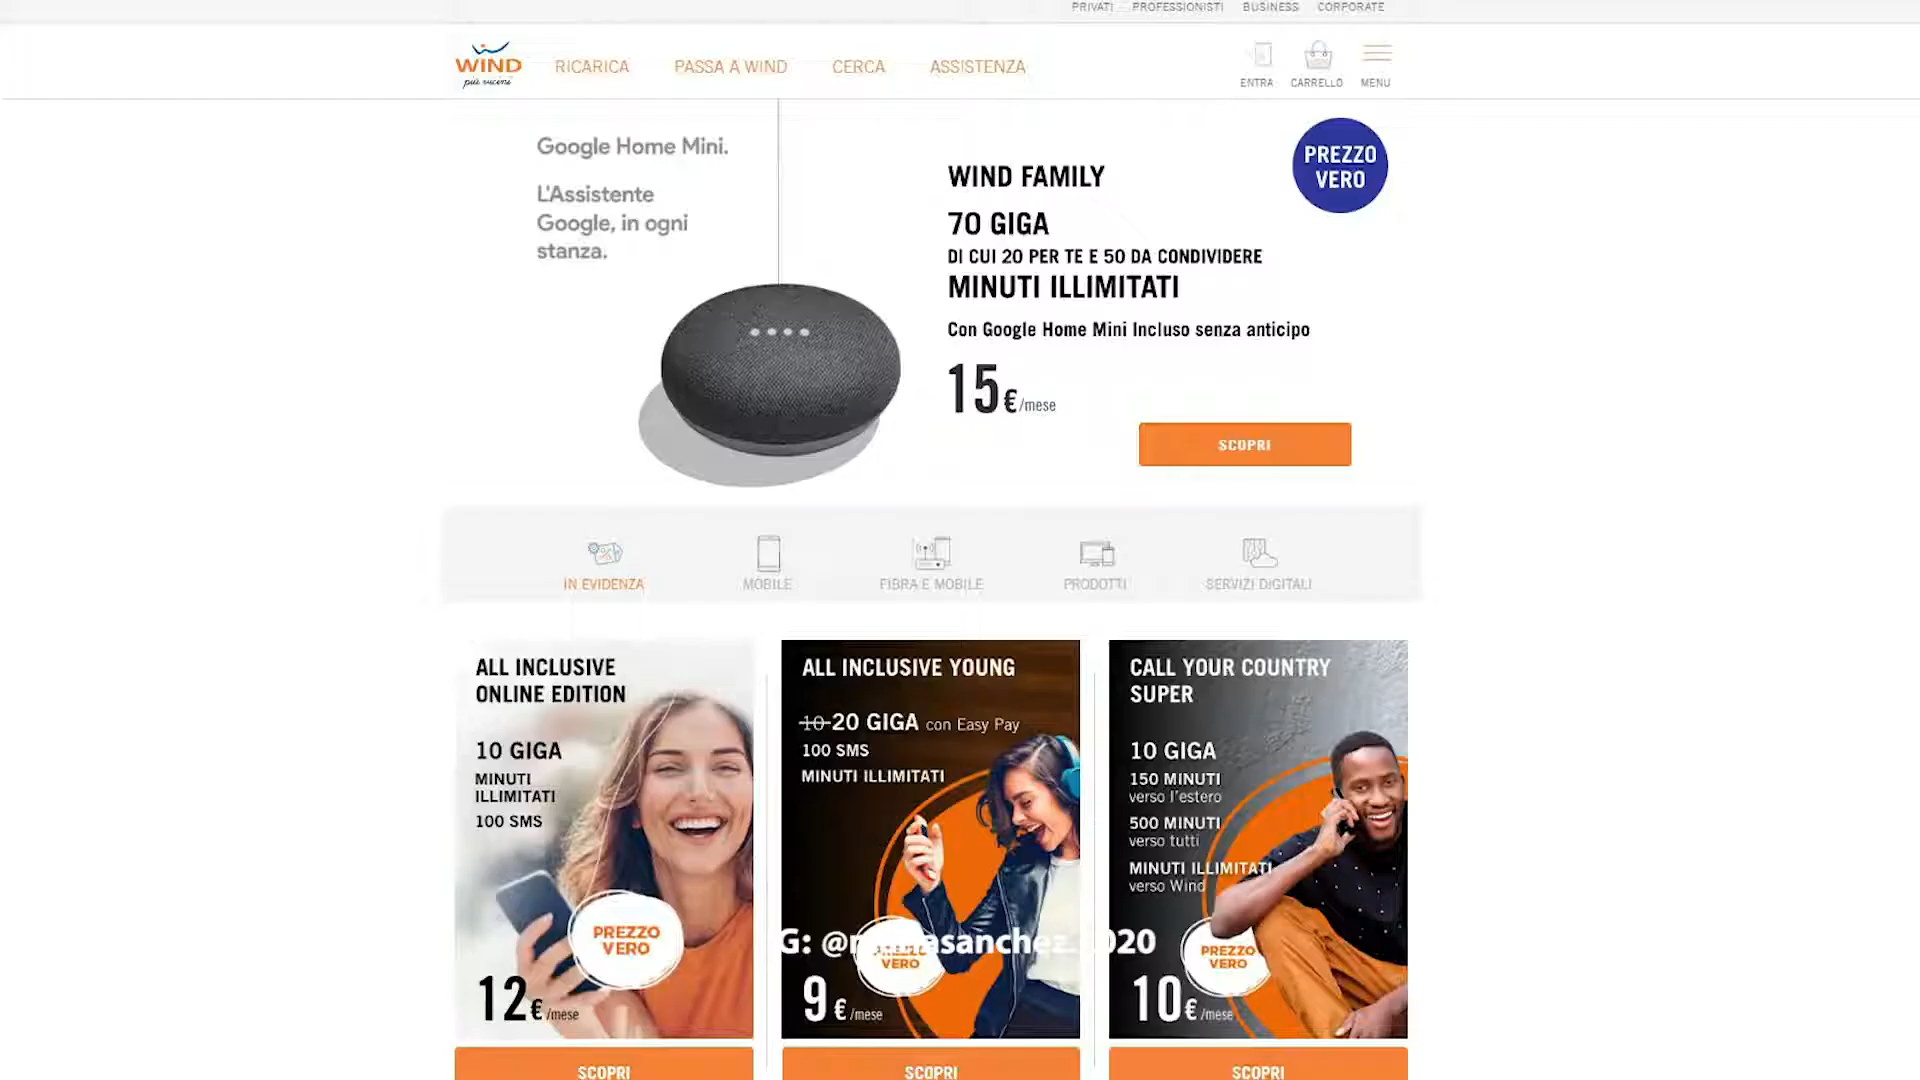 PRIVATI PROFESSIONISTI BUSINESS CORPORATE
WIND
più vicini
RICARICA PASSA A WIND CERCA ASSISTENZA
ENTRA CARRELLO MENU
Google Home Mini.
L'Assistente
Google, in ogni
stanza.
WIND FAMILY
70 GIGA
DI CUI 20 PER TE E 50 DA CONDIVIDERE
MINUTI ILLIMITATI
Con Google Home Mini Incluso senza anticipo
15€/mese
PREZZO
VERO
SCOPRI
IN EVIDENZA MOBILE FIBRA E MOBILE PRODOTTI SERVIZI DIGITALI
ALL INCLUSIVE
ONLINE EDITION
10 GIGA
MINUTI
ILLIMITATI
100 SMS
PREZZO
VERO
12€/mese
SCOPRI
ALL INCLUSIVE YOUNG
10 20 GIGA con Easy Pay
100 SMS
MINUTI ILLIMITATI
VERO
9€/mese
SCOPRI
CALL YOUR COUNTRY
SUPER
10 GIGA
150 MINUTI
verso l'estero
500 MINUTI
verso tutti
MINUTI ILLIMITATI
verso Wind
PREZZO
VERO
10€/mese
SCOPRI